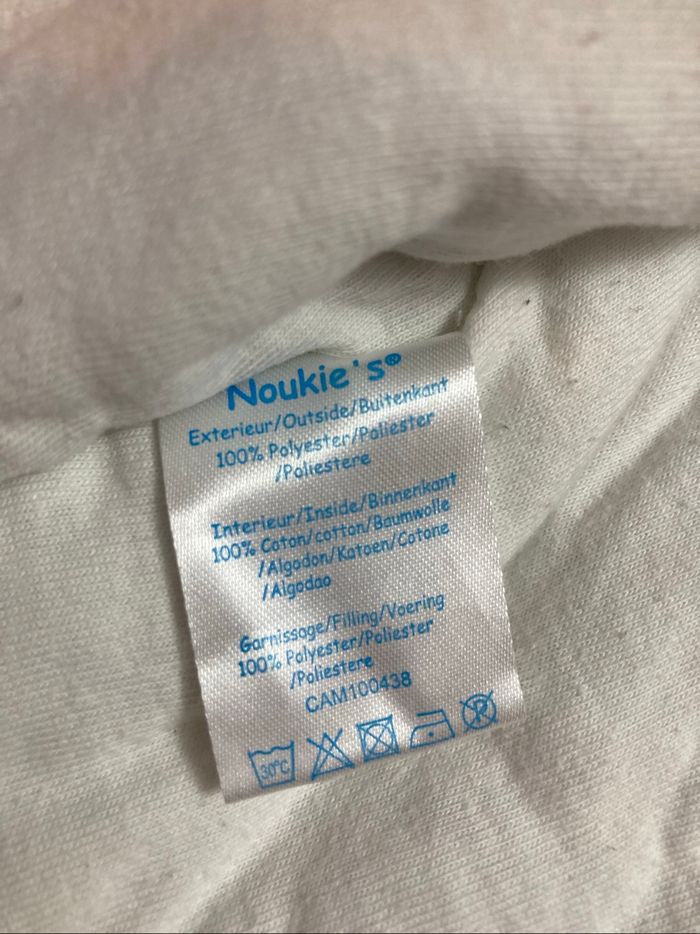 Noukie's®
Exterieur/Outside/Buitenkant
100% Polyester/Poliester
/Poliestere
Interieur/Inside/Binnenkant
100% Coton/cotton/Baumwolle
/Algodon/Katoen/Cotone
/Algodao
Garnissage/Filling/Voering
100% Polyester/Poliester
/Poliestere
CAM100438
30°C P